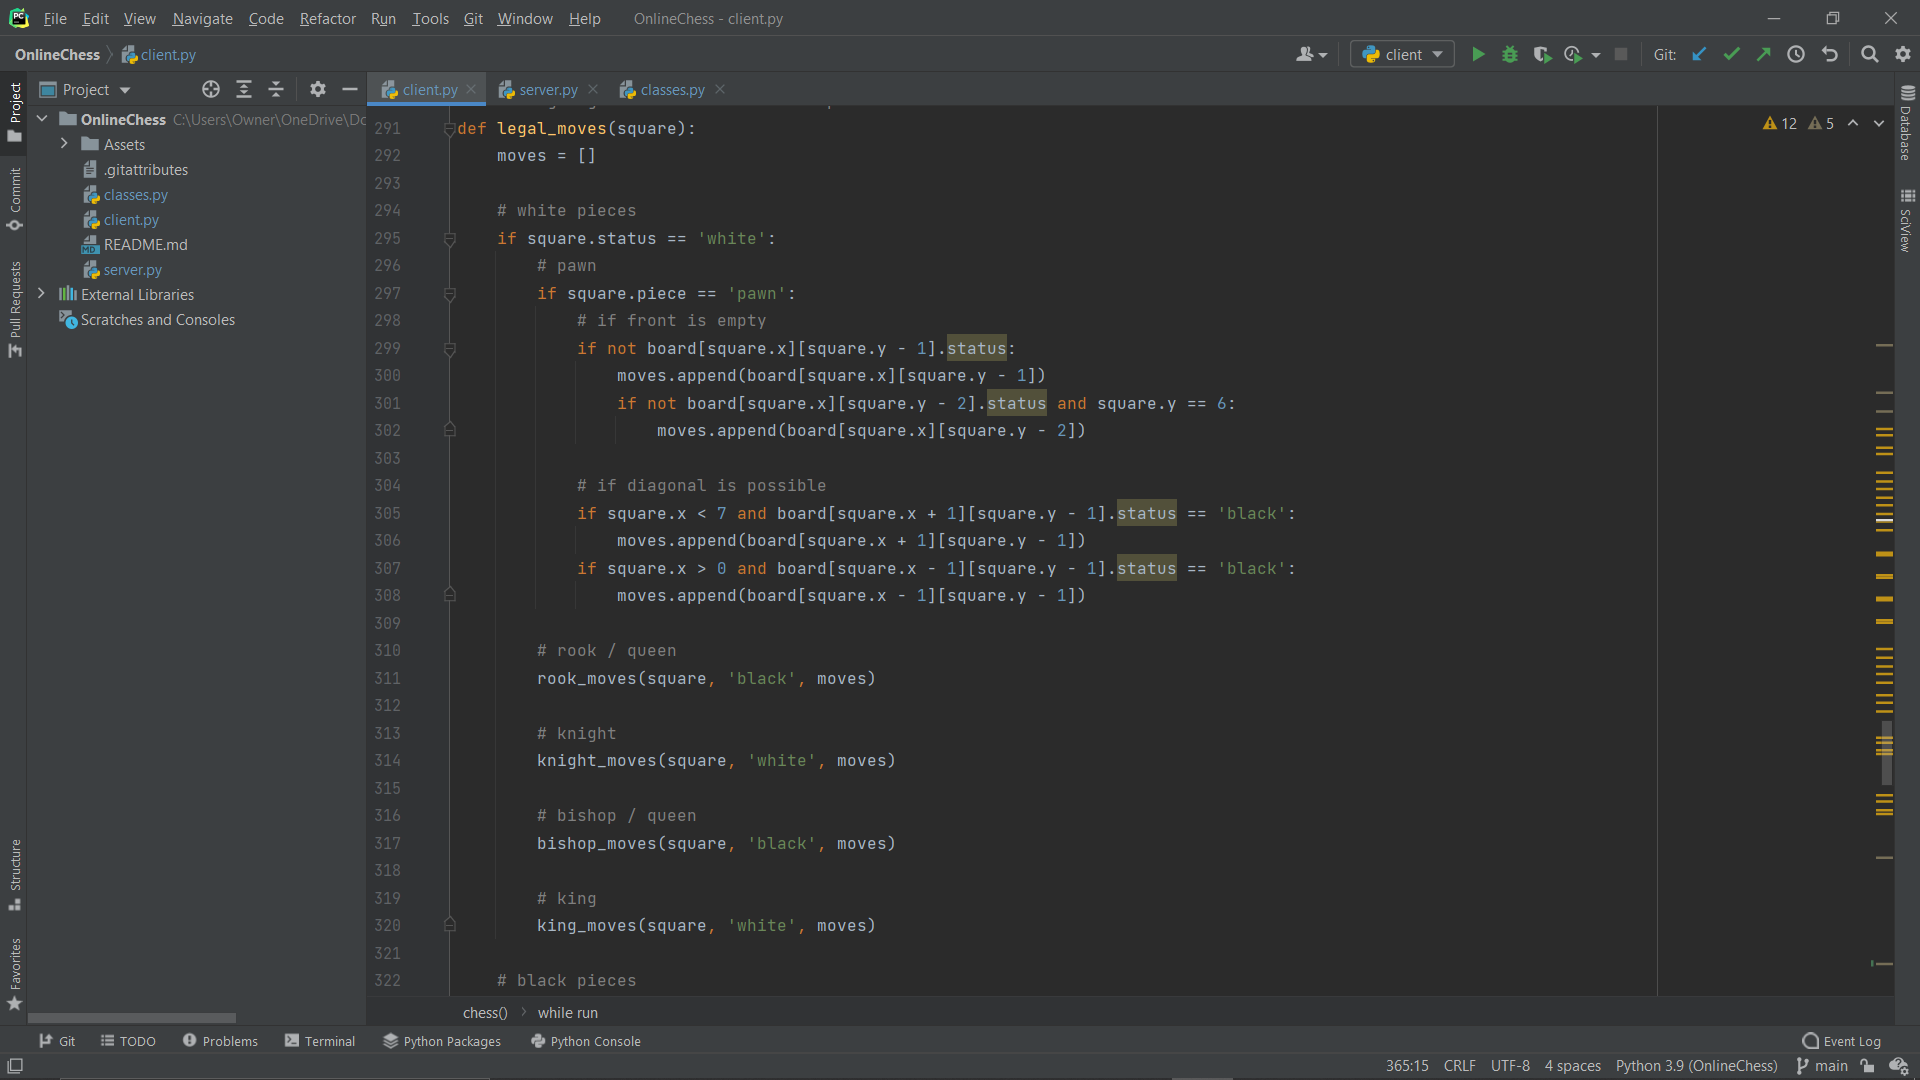 File Edit View Navigate Code Refactor Run Tools Git Window Help OnlineChess - client.py
OnlineChess client.py client Git:
Project
client.py server.py classes.py
Project
Commit
Pull Requests
Structure
Favorites
OnlineChess C:\Users\Owner\OneDrive\Do
Assets
.gitattributes
classes.py
client.py
README.md
server.py
External Libraries
Scratches and Consoles
12 5
291 def legal_moves(square):
292 moves = []
293
294 # white pieces
295 if square.status == 'white':
296 # pawn
297 if square.piece == 'pawn':
298 # if front is empty
299 if not board[square.x][square.y - 1].status:
300 moves.append(board[square.x][square.y - 1])
301 if not board[square.x][square.y - 2].status and square.y == 6:
302 moves.append(board[square.x][square.y - 2])
303
304 # if diagonal is possible
305 if square.x < 7 and board[square.x + 1][square.y - 1].status == 'black':
306 moves.append(board[square.x + 1][square.y - 1])
307 if square.x > 0 and board[square.x - 1][square.y - 1].status == 'black':
308 moves.append(board[square.x - 1][square.y - 1])
309
310 # rook / queen
311 rook_moves(square, 'black', moves)
312
313 # knight
314 knight_moves(square, 'white', moves)
315
316 # bishop / queen
317 bishop_moves(square, 'black', moves)
318
319 # king
320 king_moves(square, 'white', moves)
321
322 # black pieces
Database
SciView
chess() while run
Git TODO Problems Terminal Python Packages Python Console Event Log
365:15 CRLF UTF-8 4 spaces Python 3.9 (OnlineChess) main